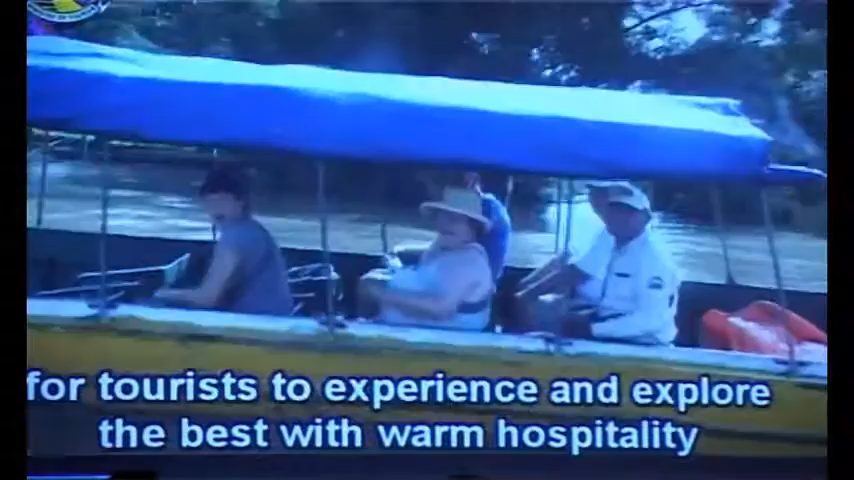 for tourists to experience and explore
the best with warm hospitality